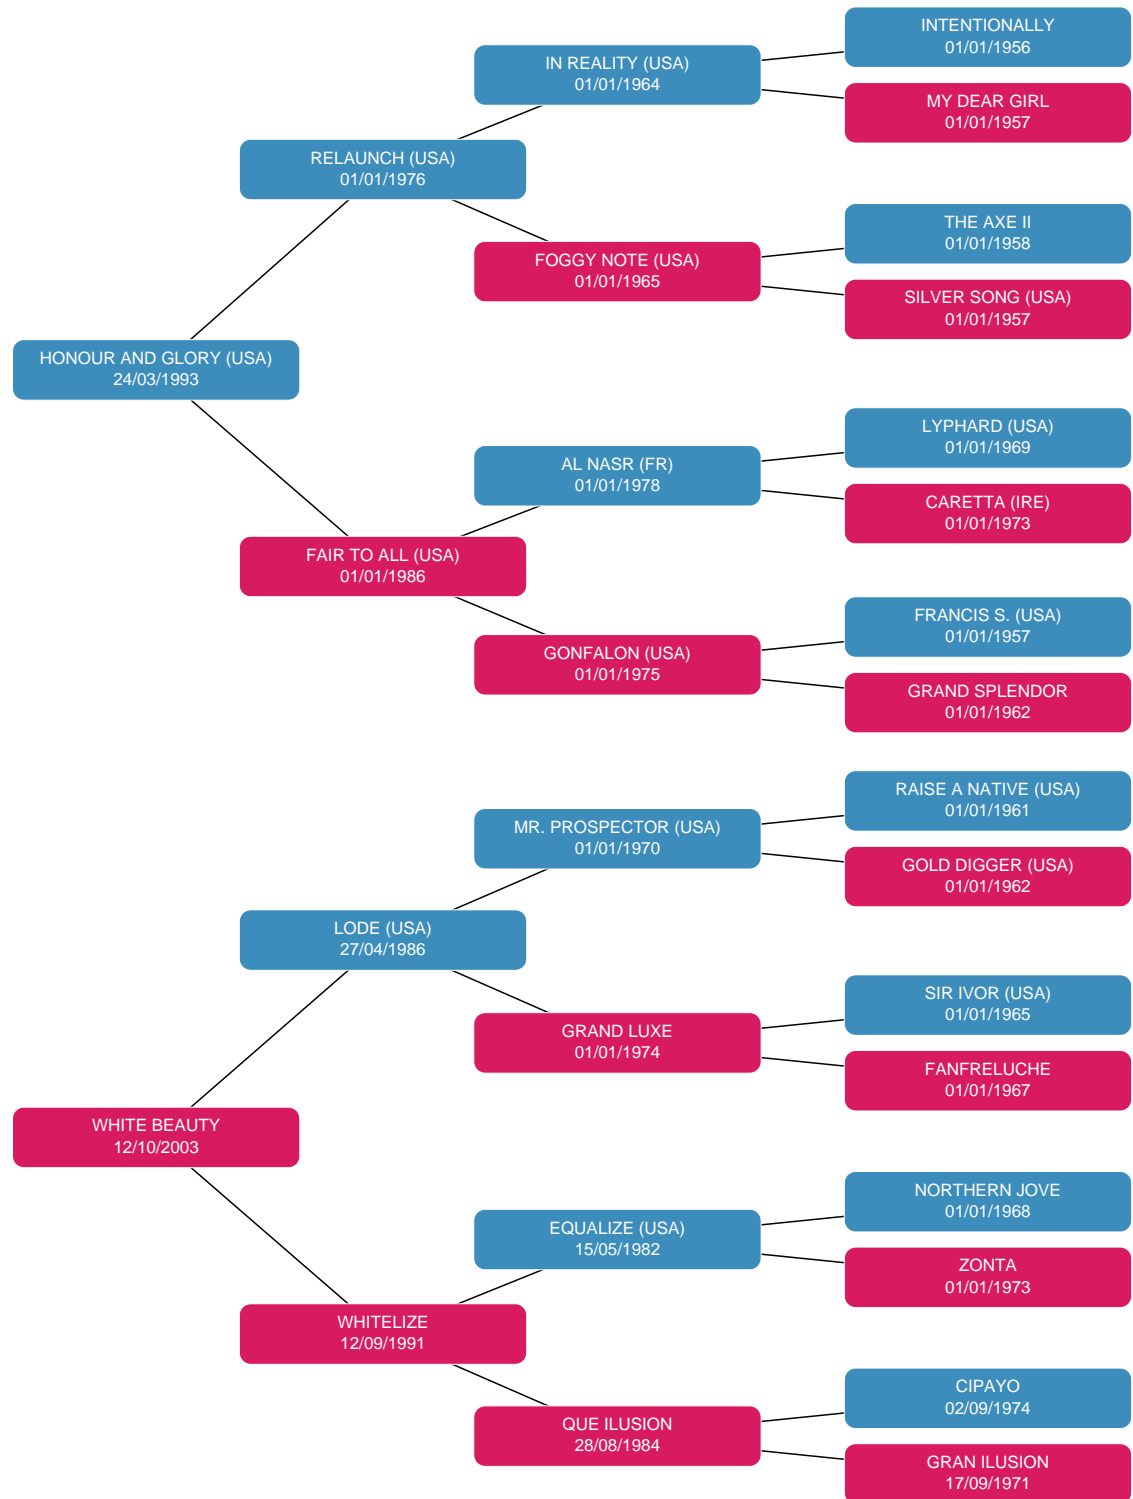 INTENTIONALLY
01/01/1956
IN REALITY (USA)
01/01/1964
MY DEAR GIRL
01/01/1957
RELAUNCH (USA)
01/01/1976
THE AXE II
01/01/1958
FOGGY NOTE (USA)
01/01/1965
SILVER SONG (USA)
01/01/1957
HONOUR AND GLORY (USA)
24/03/1993
LYPHARD (USA)
01/01/1969
AL NASR (FR)
01/01/1978
CARETTA (IRE)
01/01/1973
FAIR TO ALL (USA)
01/01/1986
FRANCIS S. (USA)
01/01/1957
GONFALON (USA)
01/01/1975
GRAND SPLENDOR
01/01/1962
RAISE A NATIVE (USA)
01/01/1961
MR. PROSPECTOR (USA)
01/01/1970
GOLD DIGGER (USA)
01/01/1962
LODE (USA)
27/04/1986
SIR IVOR (USA)
01/01/1965
GRAND LUXE
01/01/1974
FANFRELUCHE
01/01/1967
WHITE BEAUTY
12/10/2003
NORTHERN JOVE
01/01/1968
EQUALIZE (USA)
15/05/1982
ZONTA
01/01/1973
WHITELIZE
12/09/1991
CIPAYO
02/09/1974
QUE ILUSION
28/08/1984
GRAN ILUSION
17/09/1971